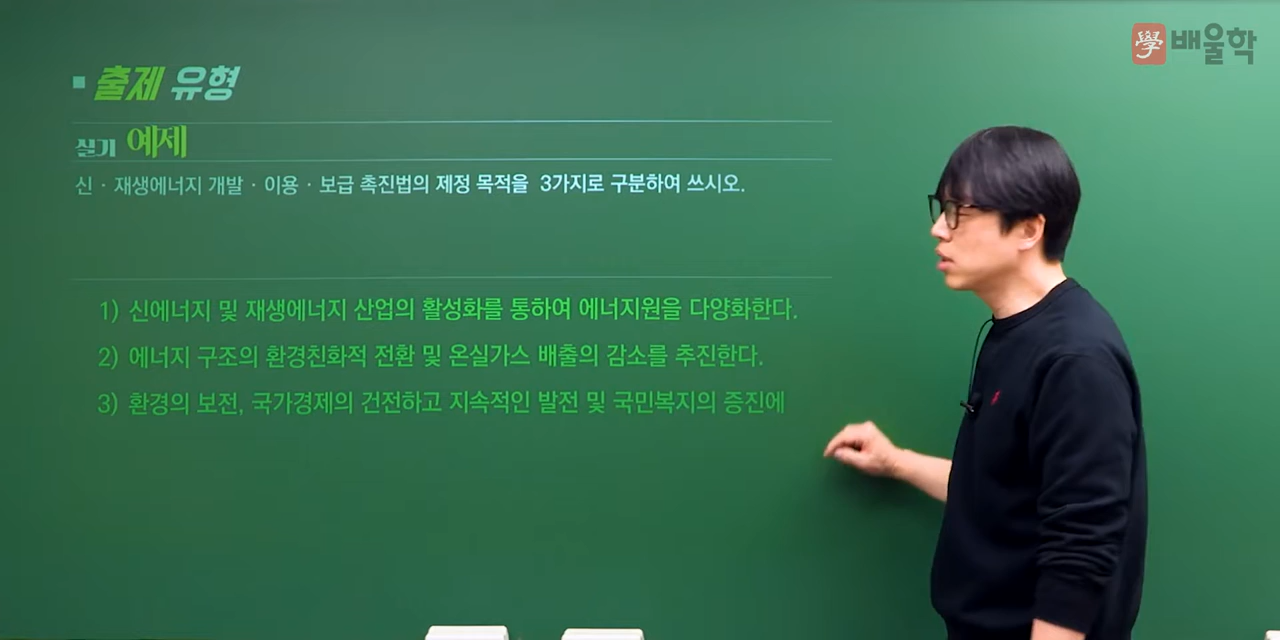 學 배울학
출제 유형
실기 예제
신 · 재생에너지 개발 · 이용 · 보급 촉진법의 제정 목적을 3가지로 구분하여 쓰시오.
1) 신에너지 및 재생에너지 산업의 활성화를 통하여 에너지원을 다양화한다.
2) 에너지 구조의 환경친화적 전환 및 온실가스 배출의 감소를 추진한다.
3) 환경의 보전, 국가경제의 건전하고 지속적인 발전 및 국민복지의 증진에